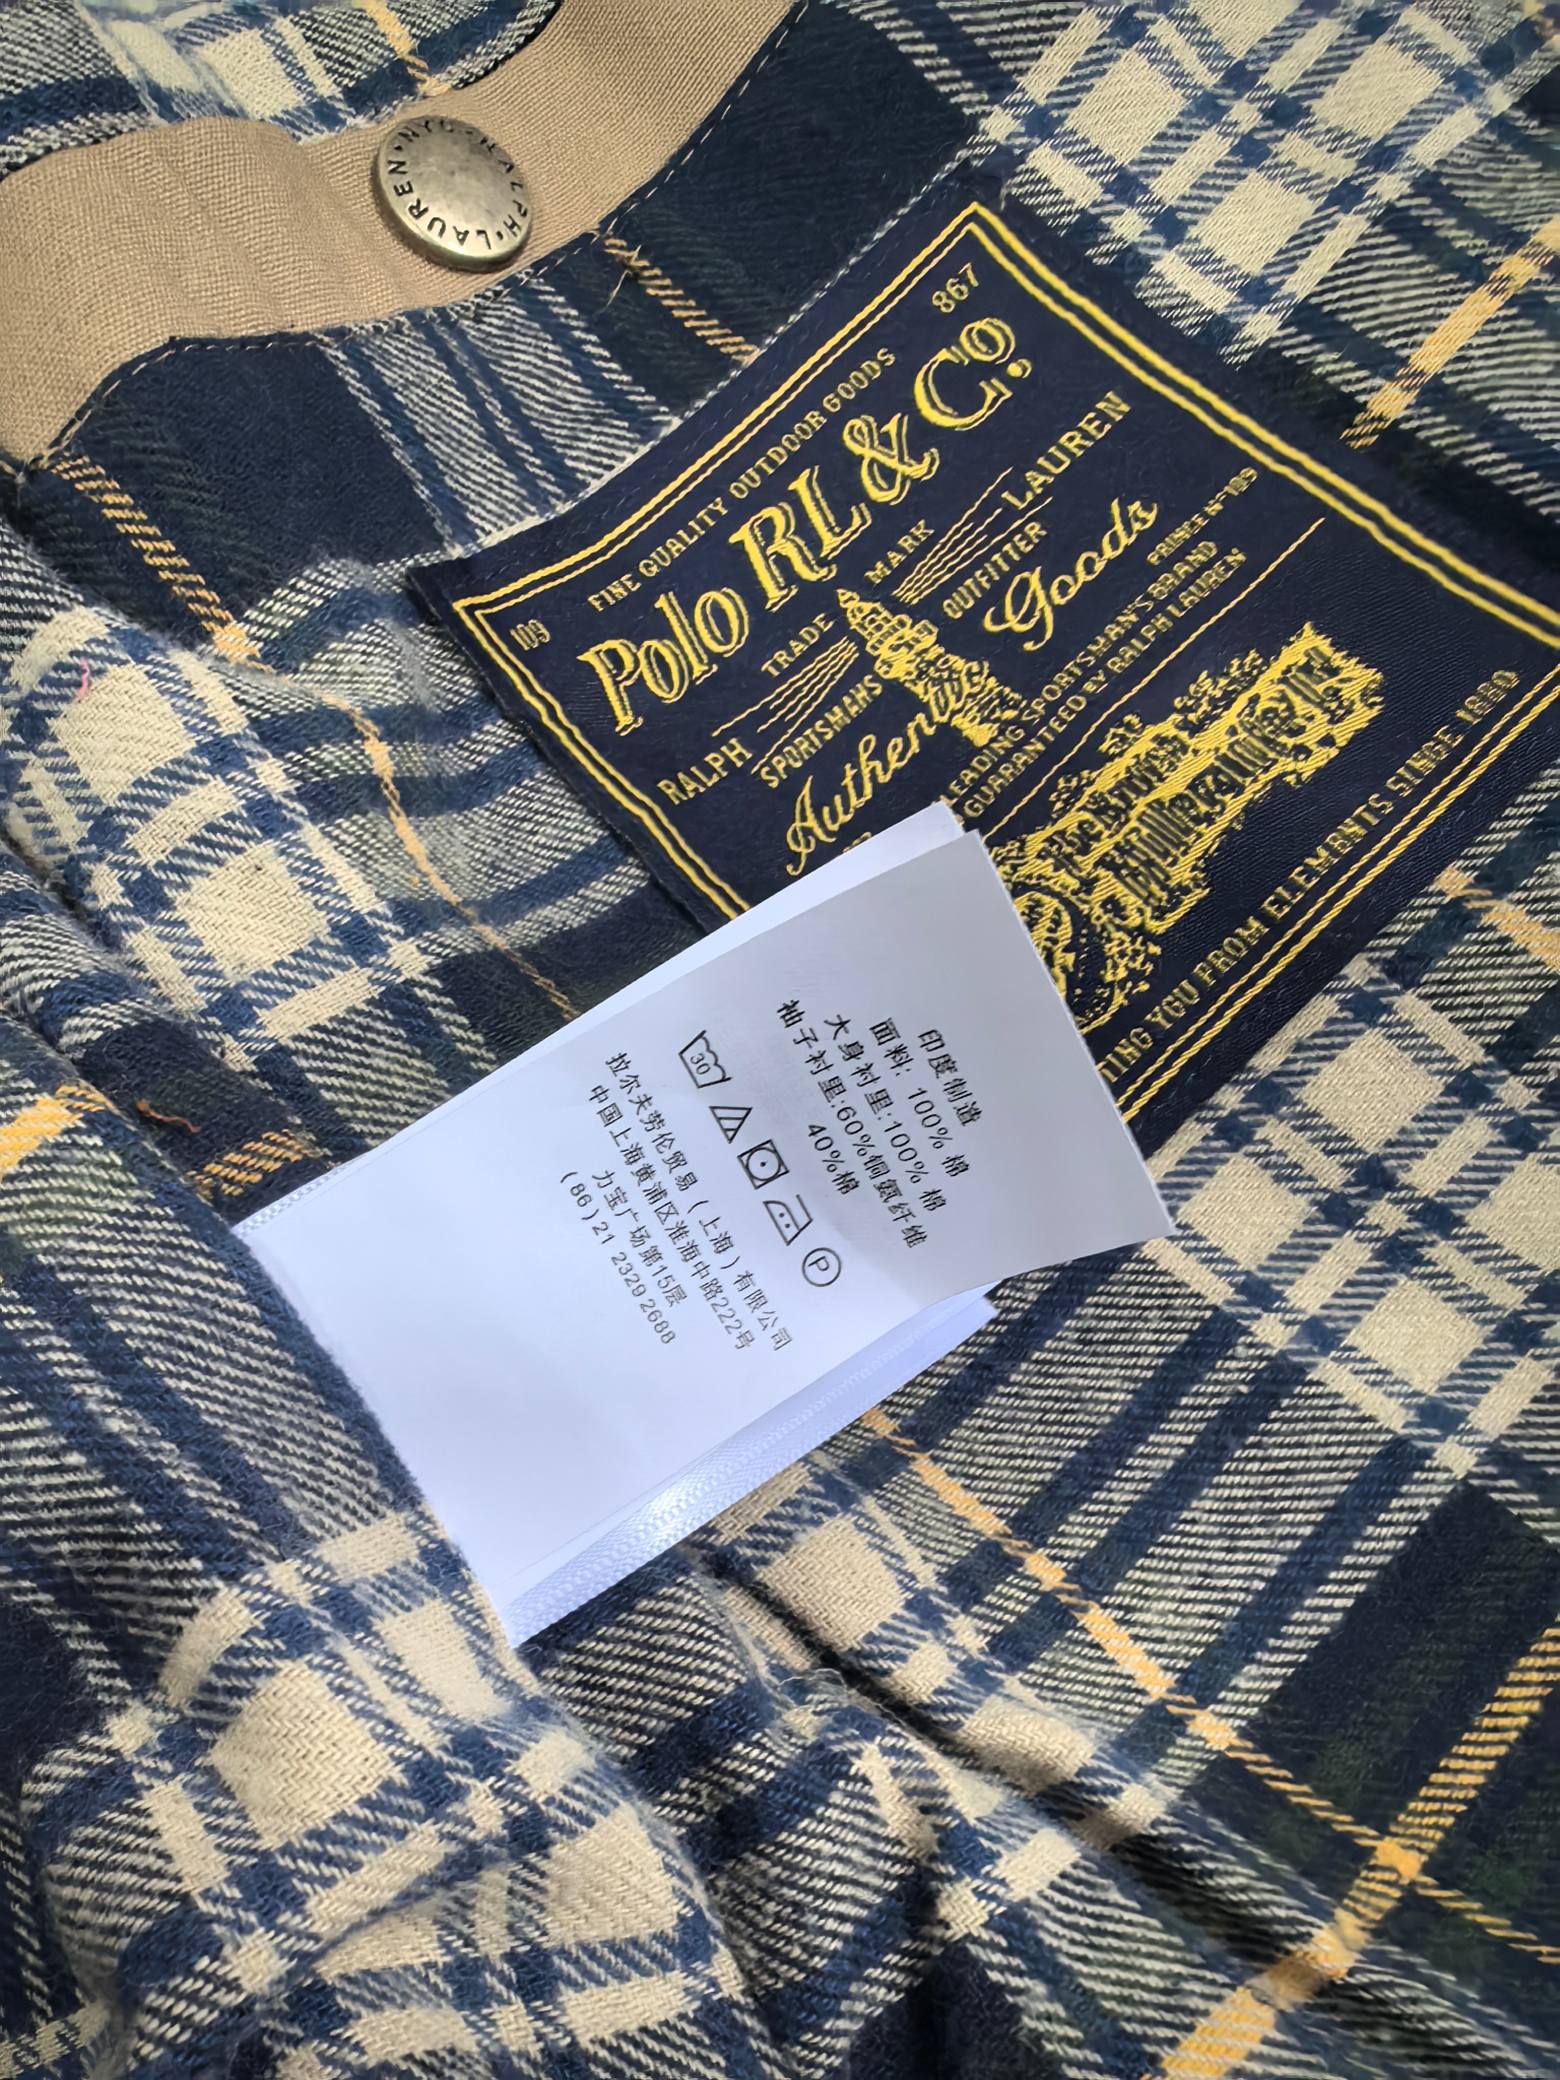 RALPH · LAUREN · NYC ·
109
FINE QUALITY OUTDOOR GOODS
867
Polo RL & Co.
TRADE MARK
RALPH LAUREN
SPORTSMANS OUTFITTER
Goods
LEADING SPORTSMAN'S BRAND
GUARANTEED BY RALPH LAUREN
YOU FROM ELEMENTS SINCE 1880
印度制造
面料: 100% 棉
大身衬里:100% 棉
袖子衬里:60%铜氨纤维
40%棉
30
P
拉尔夫劳伦贸易（上海）有限公司
中国上海黄浦区淮海中路222号
力宝广场第15层
(86)21 2329 2688